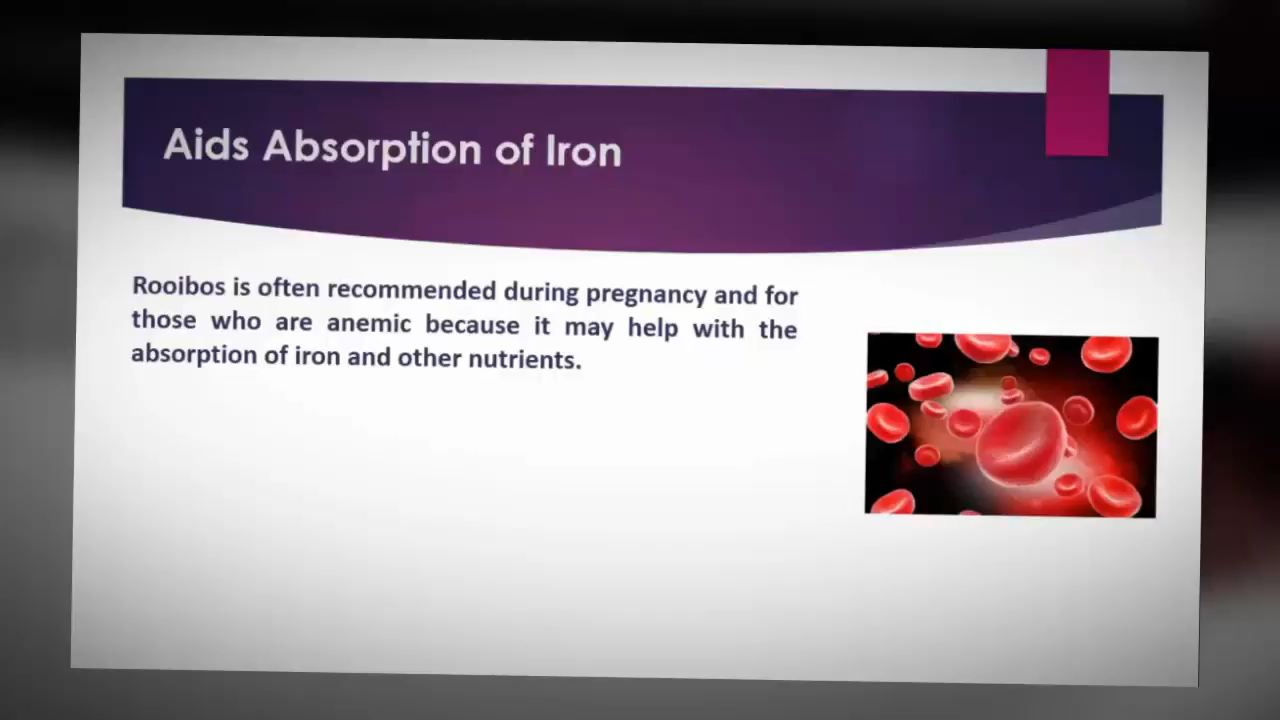 Aids Absorption of Iron
Rooibos is often recommended during pregnancy and for
those who are anemic because it may help with the
absorption of iron and other nutrients.